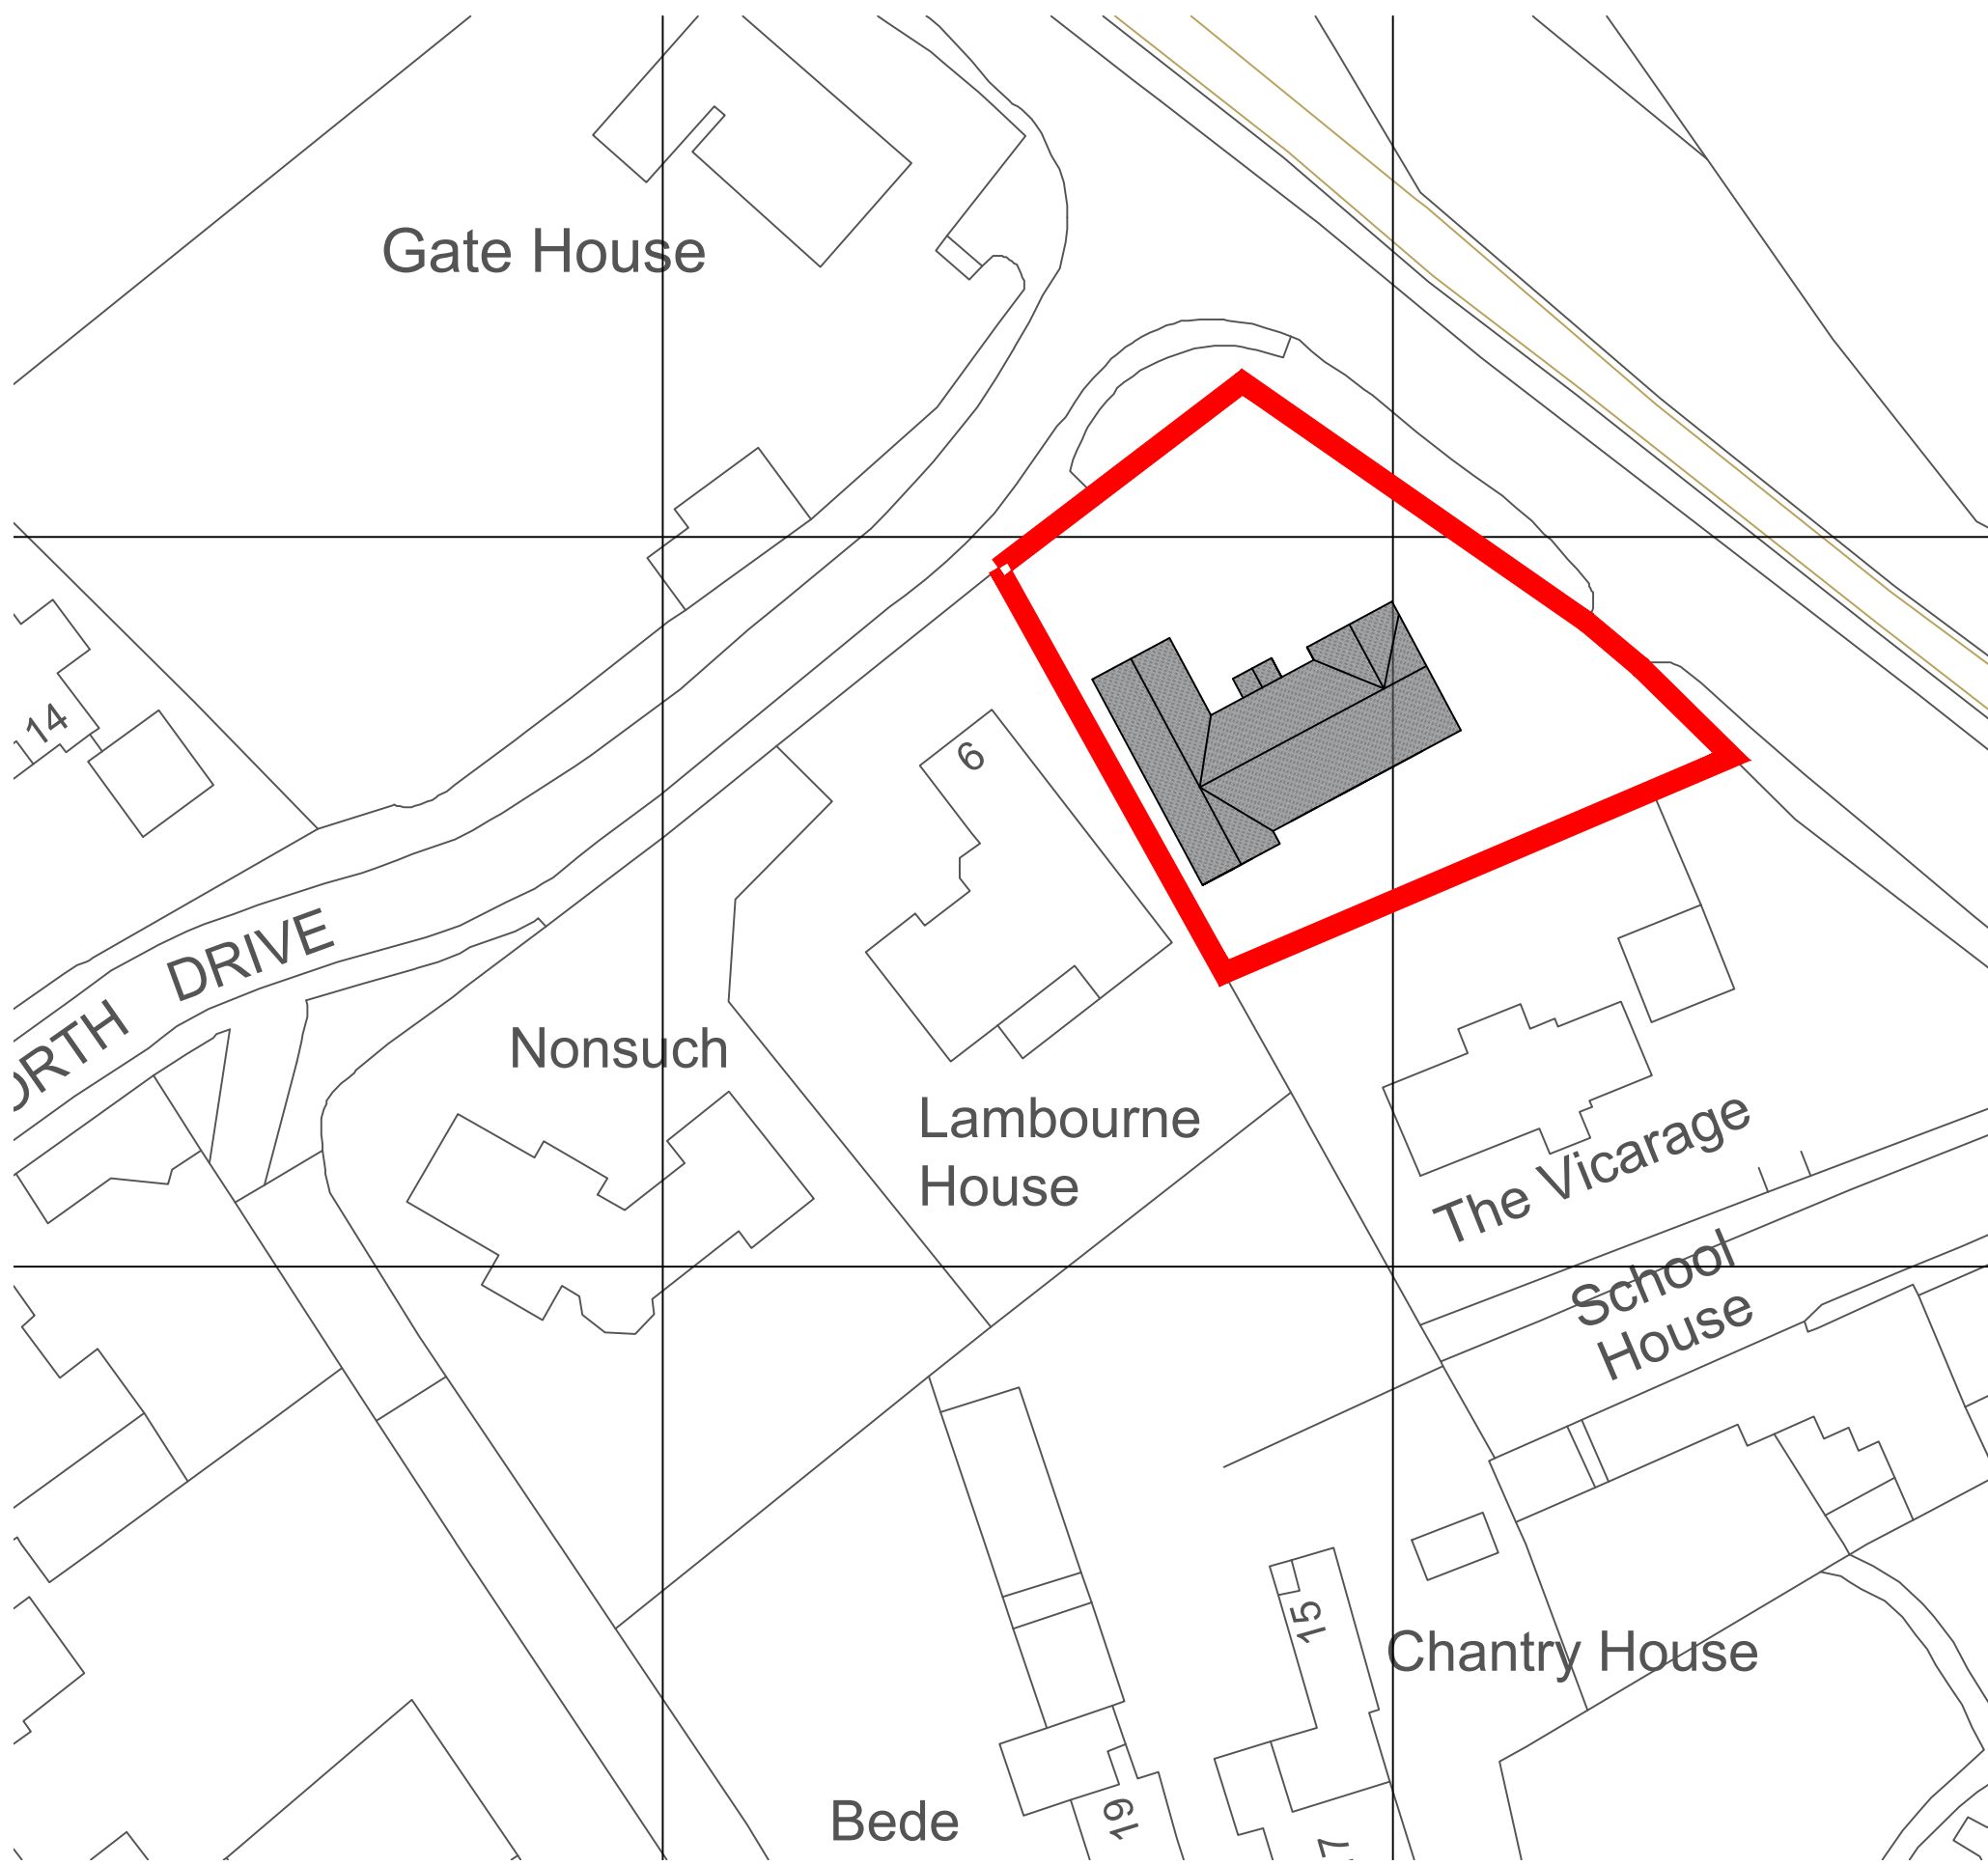 Gate House
14
6
DRIVE
ORTH
Nonsuch
Lambourne
House
The Vicarage
School
House
15
Chantry House
Bede
19